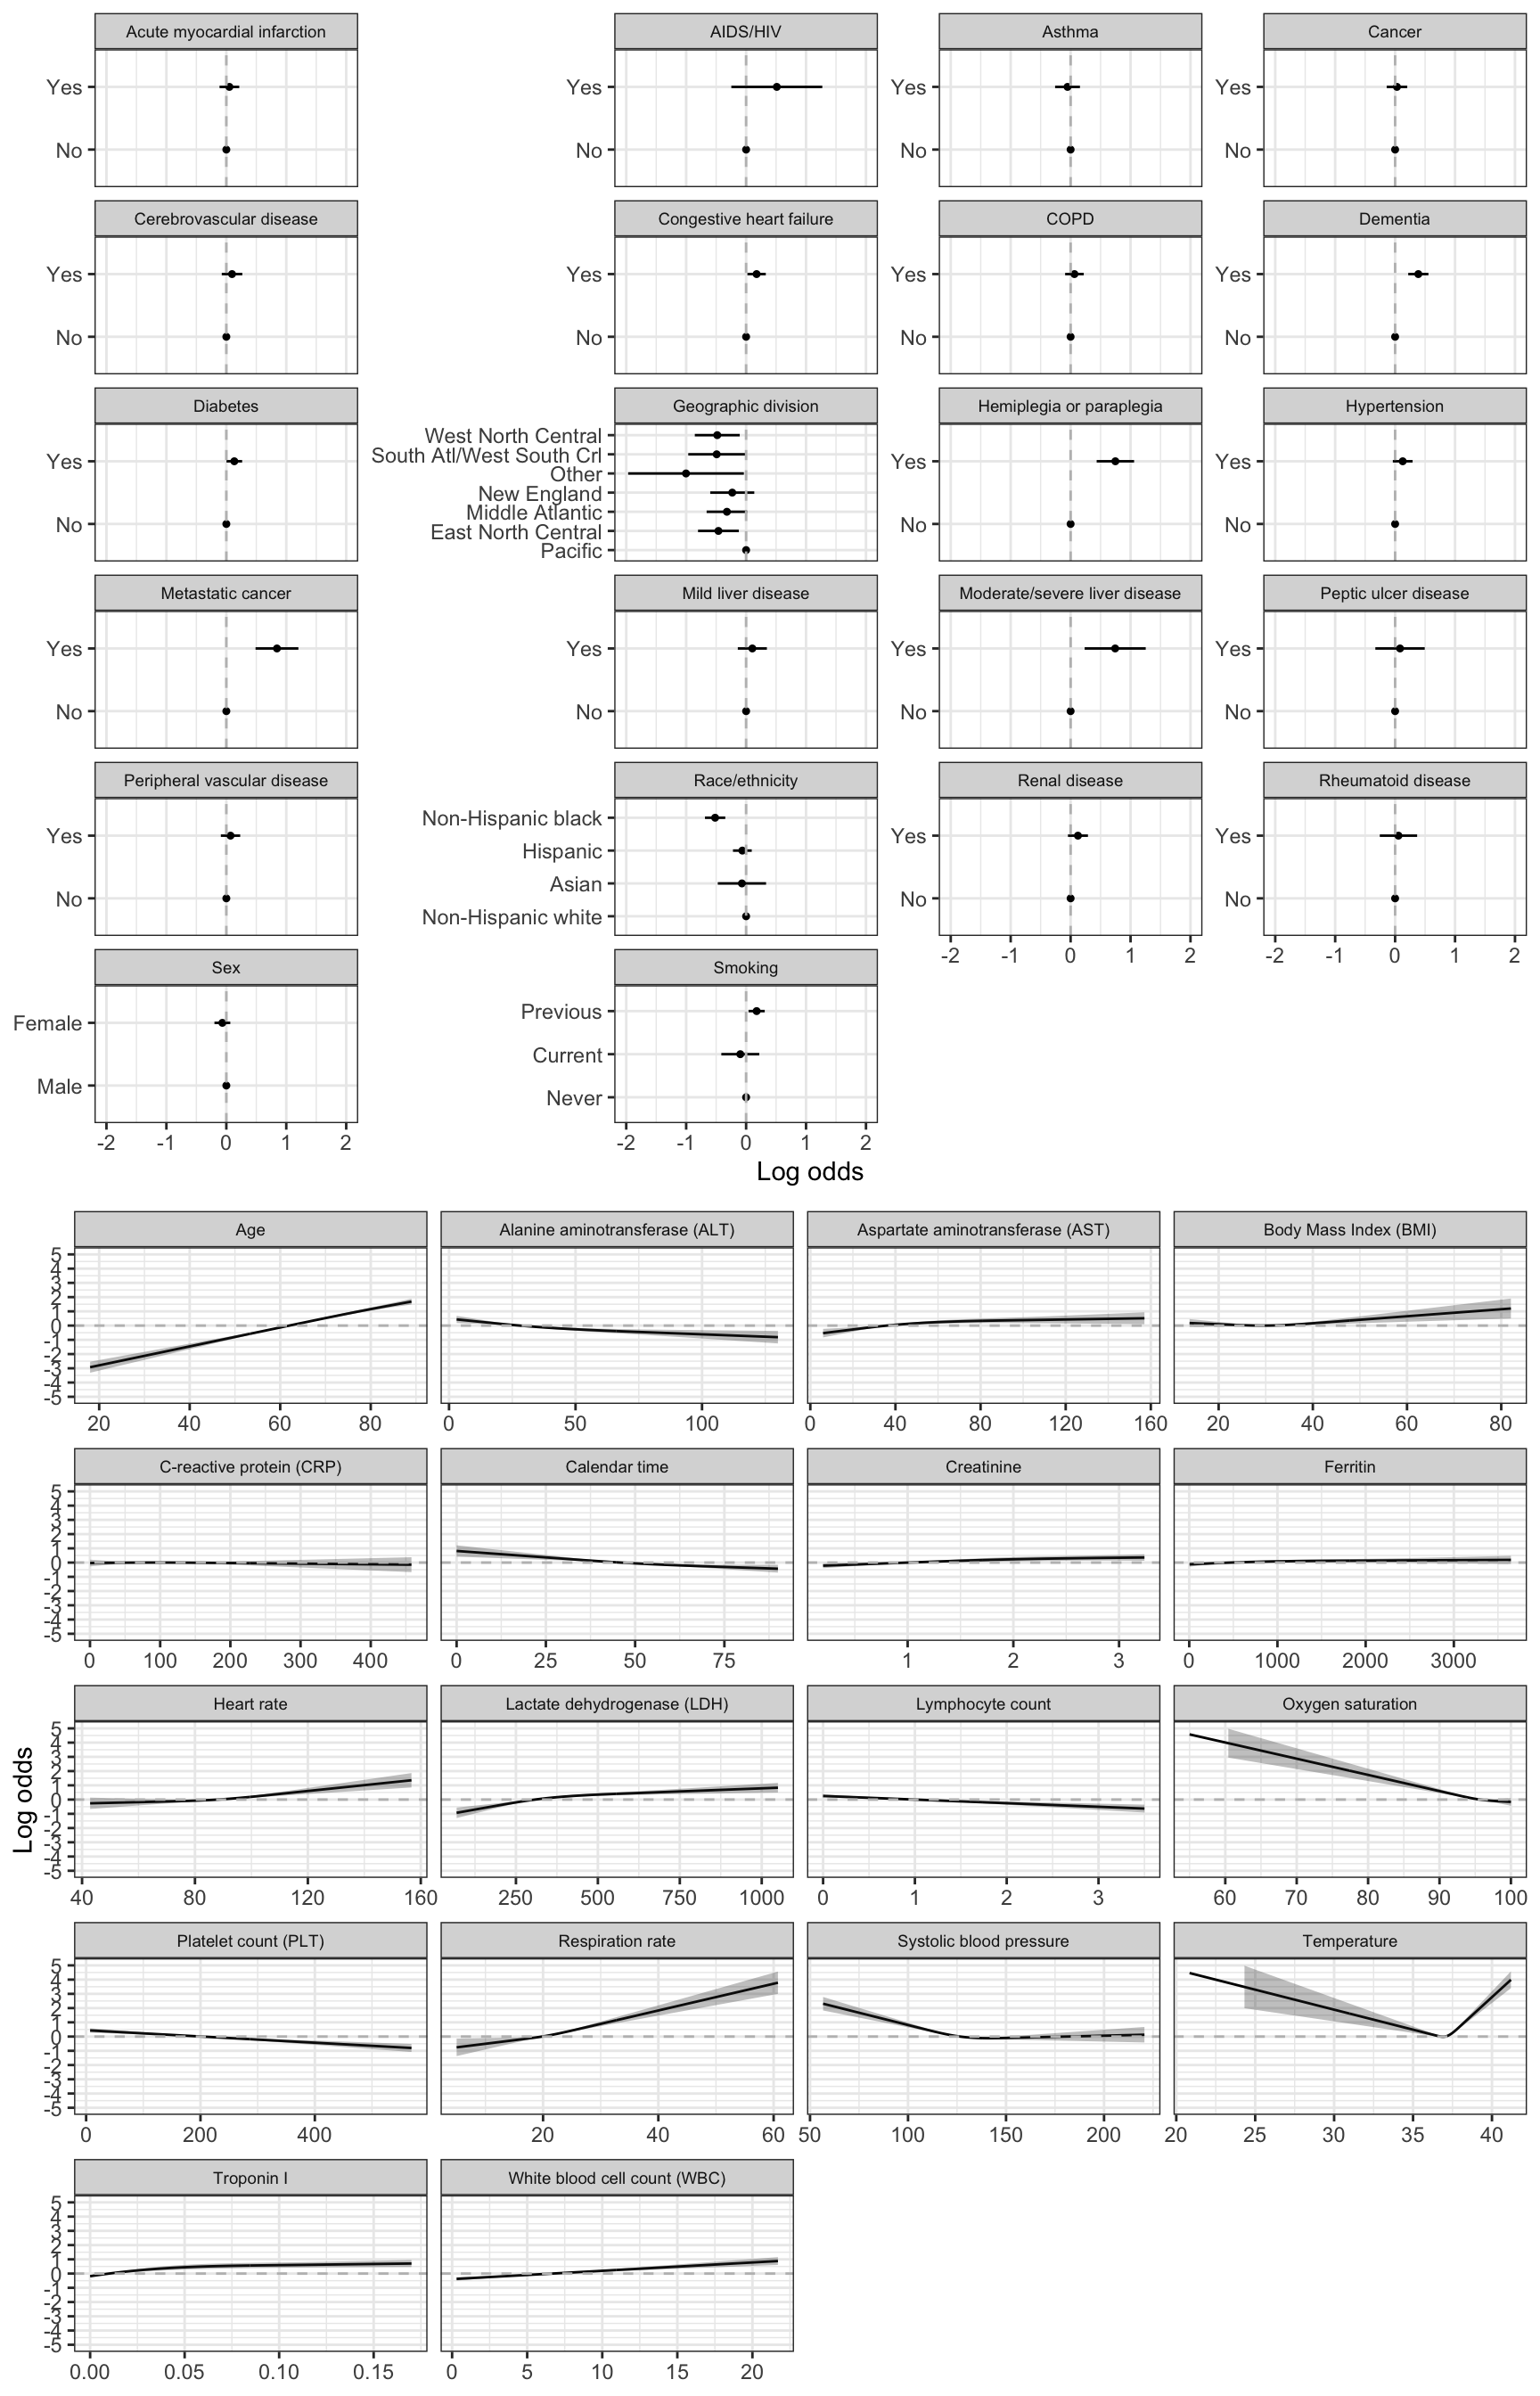 Acute myocardial infarction AIDS/HIV Asthma Cancer
Yes Yes Yes Yes
No No No No
Cerebrovascular disease Congestive heart failure COPD Dementia
Yes Yes Yes Yes
No No No No
Diabetes Geographic division Hemiplegia or paraplegia Hypertension
West North Central
South Atl/West South Crl
Yes Other Yes Yes
New England
Middle Atlantic
No East North Central No No
Pacific
Metastatic cancer Mild liver disease Moderate/severe liver disease Peptic ulcer disease
Yes Yes Yes Yes
No No No No
Peripheral vascular disease Race/ethnicity Renal disease Rheumatoid disease
Non-Hispanic black
Yes Hispanic Yes Yes
Asian
No Non-Hispanic white No No
-2 -1 0 1 2 -2 -1 0 1 2
Sex Smoking
Female Previous
Current
Male Never
-2 -1 0 1 2 -2 -1 0 1 2
Log odds
Age Alanine aminotransferase (ALT) Aspartate aminotransferase (AST) Body Mass Index (BMI)
5
4
3
2
1
0
-1
-2
-3
-4
-5
20 40 60 80 0 50 100 0 40 80 120 160 20 40 60 80
C-reactive protein (CRP) Calendar time Creatinine Ferritin
5
4
3
2
1
0
-1
-2
-3
-4
-5
0 100 200 300 400 0 25 50 75 1 2 3 0 1000 2000 3000
Heart rate Lactate dehydrogenase (LDH) Lymphocyte count Oxygen saturation
Log odds
5
4
3
2
1
0
-1
-2
-3
-4
-5
40 80 120 160 250 500 750 1000 0 1 2 3 60 70 80 90 100
Platelet count (PLT) Respiration rate Systolic blood pressure Temperature
5
4
3
2
1
0
-1
-2
-3
-4
-5
0 200 400 20 40 60 50 100 150 200 20 25 30 35 40
Troponin I White blood cell count (WBC)
5
4
3
2
1
0
-1
-2
-3
-4
-5
0.00 0.05 0.10 0.15 0 5 10 15 20